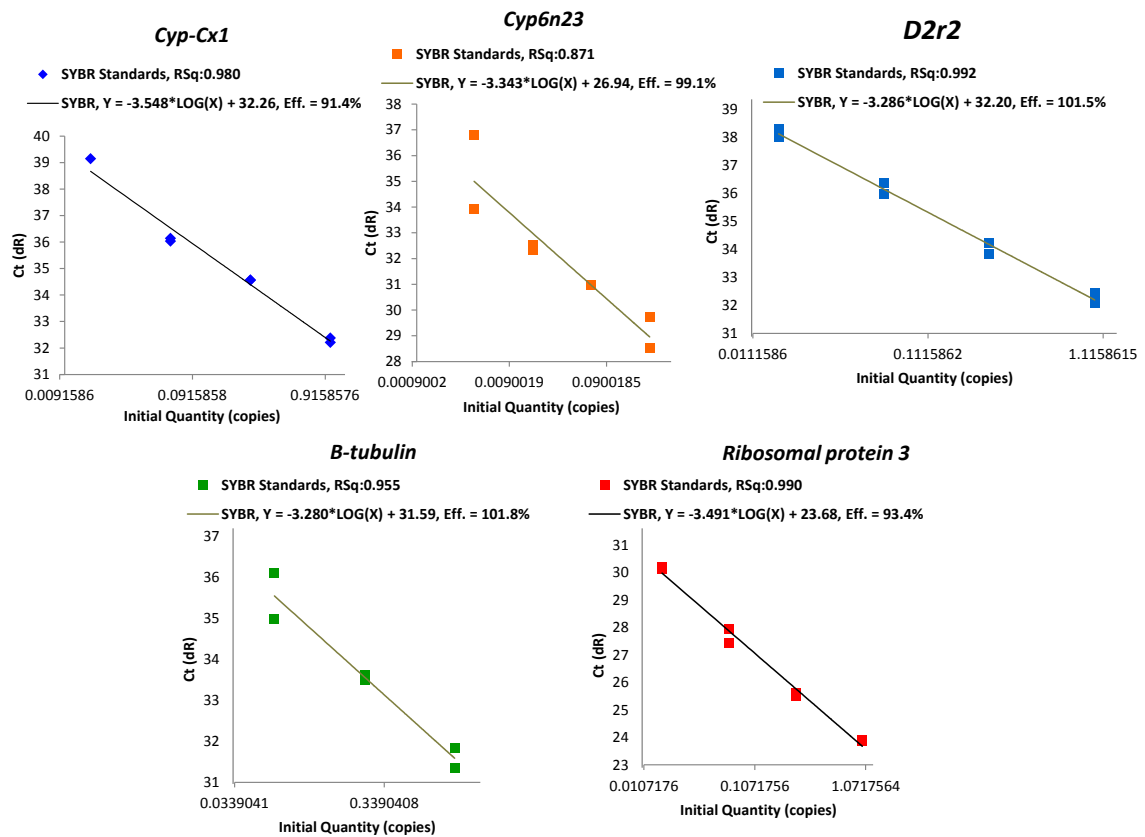 Cyp-Cx1
SYBR Standards, RSq:0.980
SYBR, Y = -3.548*LOG(X) + 32.26, Eff. = 91.4%
40
39
38
37
36
35
34
33
32
31
Ct (dR)
0.0091586
0.0915858
0.9158576
Initial Quantity (copies)
Cyp6n23
SYBR Standards, RSq:0.871
SYBR, Y = -3.343*LOG(X) + 26.94, Eff. = 99.1%
38
37
36
35
34
33
32
31
30
29
28
Ct (dR)
0.0009002
0.0090019
0.0900185
Initial Quantity (copies)
D2r2
SYBR Standards, RSq:0.992
SYBR, Y = -3.286*LOG(X) + 32.20, Eff. = 101.5%
39
38
37
36
35
34
33
32
31
Ct (dR)
0.0111586
0.1115862
1.1158615
Initial Quantity (copies)
B-tubulin
SYBR Standards, RSq:0.955
SYBR, Y = -3.280*LOG(X) + 31.59, Eff. = 101.8%
37
36
35
34
33
32
31
Ct (dR)
0.0339041
0.3390408
Initial Quantity (copies)
Ribosomal protein 3
SYBR Standards, RSq:0.990
SYBR, Y = -3.491*LOG(X) + 23.68, Eff. = 93.4%
31
30
29
28
27
26
25
24
23
Ct (dR)
0.0107176
0.1071756
1.0717564
Initial Quantity (copies)